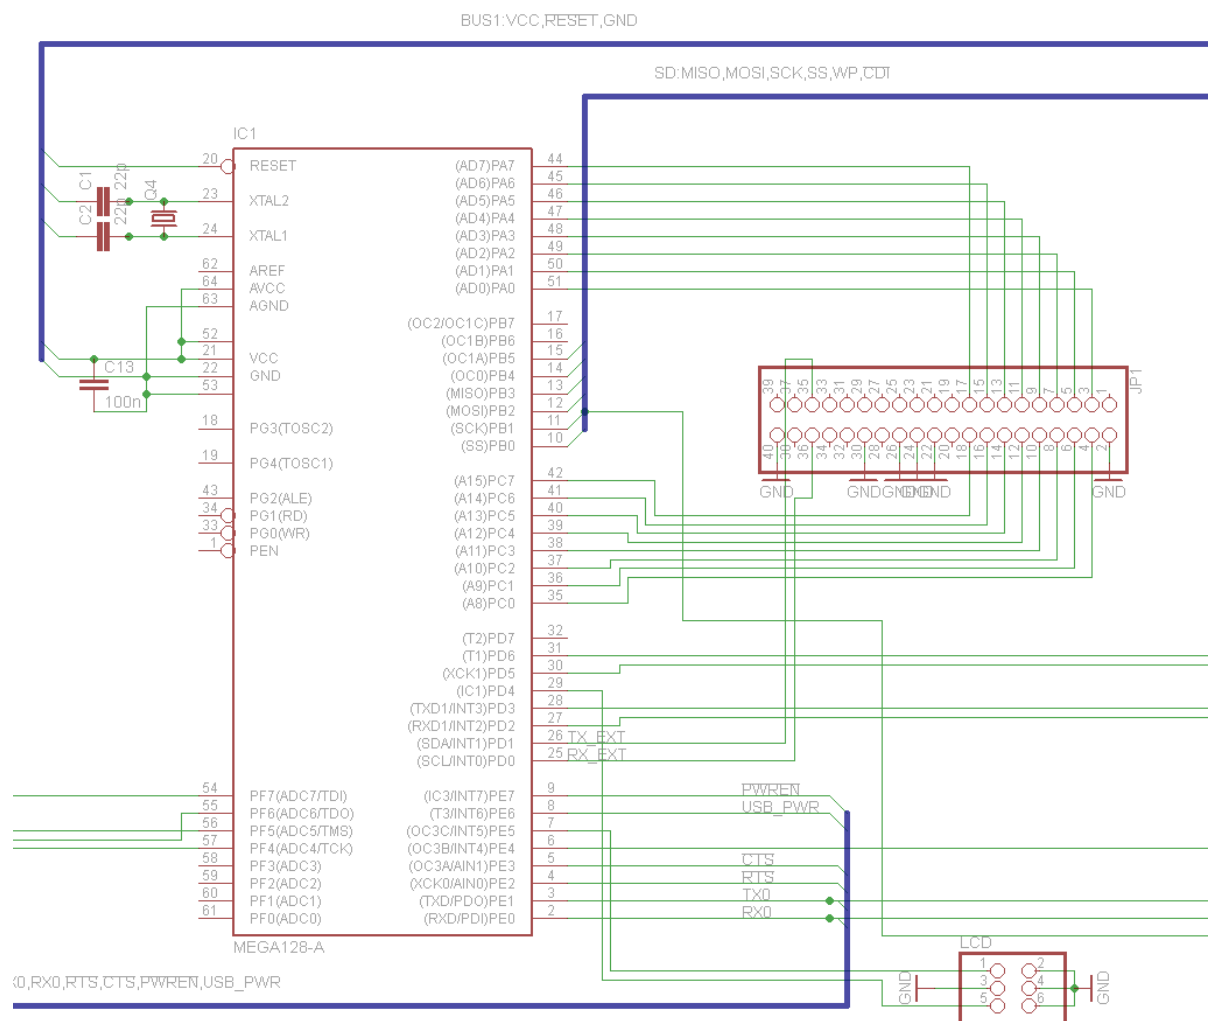 BUS1:VCC,RESET,GND
SD:MISO,MOSI,SCK,SS,WP,CDI
IC1
20 RESET
23 XTAL2
24 XTAL1
62 AREF
64 AVCC
63 AGND
52
21 VCC
22 GND
53
18 PG3(TOSC2)
19 PG4(TOSC1)
43 PG2(ALE)
34 PG1(RD)
33 PG0(WR)
1 PEN
54 PF7(ADC7/TDI)
55 PF6(ADC6/TDO)
56 PF5(ADC5/TMS)
57 PF4(ADC4/TCK)
58 PF3(ADC3)
59 PF2(ADC2)
60 PF1(ADC1)
61 PF0(ADC0)
MEGA128-A
C1 22p
C2 22p
Q4
C13
100n
(AD7)PA7 44
(AD6)PA6 45
(AD5)PA5 46
(AD4)PA4 47
(AD3)PA3 48
(AD2)PA2 49
(AD1)PA1 50
(AD0)PA0 51
(OC2/OC1C)PB7 17
(OC1B)PB6 16
(OC1A)PB5 15
(OC0)PB4 14
(MISO)PB3 13
(MOSI)PB2 12
(SCK)PB1 11
(SS)PB0 10
(A15)PC7 42
(A14)PC6 41
(A13)PC5 40
(A12)PC4 39
(A11)PC3 38
(A10)PC2 37
(A9)PC1 36
(A8)PC0 35
(T2)PD7 32
(T1)PD6 31
(XCK1)PD5 30
(IC1)PD4 29
(TXD1/INT3)PD3 28
(RXD1/INT2)PD2 27
(SDA/INT1)PD1 26 TX_EXT
(SCL/INT0)PD0 25 RX_EXT
(IC3/INT7)PE7 9 PWREN
(T3/INT6)PE6 8 USB_PWR
(OC3C/INT5)PE5 7
(OC3B/INT4)PE4 6
(OC3A/AIN1)PE3 5 CTS
(XCK0/AIN0)PE2 4 RTS
(TXD/PDO)PE1 3 TX0
(RXD/PDI)PE0 2 RX0
JP1
39 37 35 33 31 29 27 25 23 21 19 17 15 13 11 9 7 5 3 1
40 38 36 34 32 30 28 26 24 22 20 18 16 14 12 10 8 6 4 2
GND GND GND GND GND GND
LCD
1 2
GND 3 4 GND
5 6
0,RX0,RTS,CTS,PWREN,USB_PWR